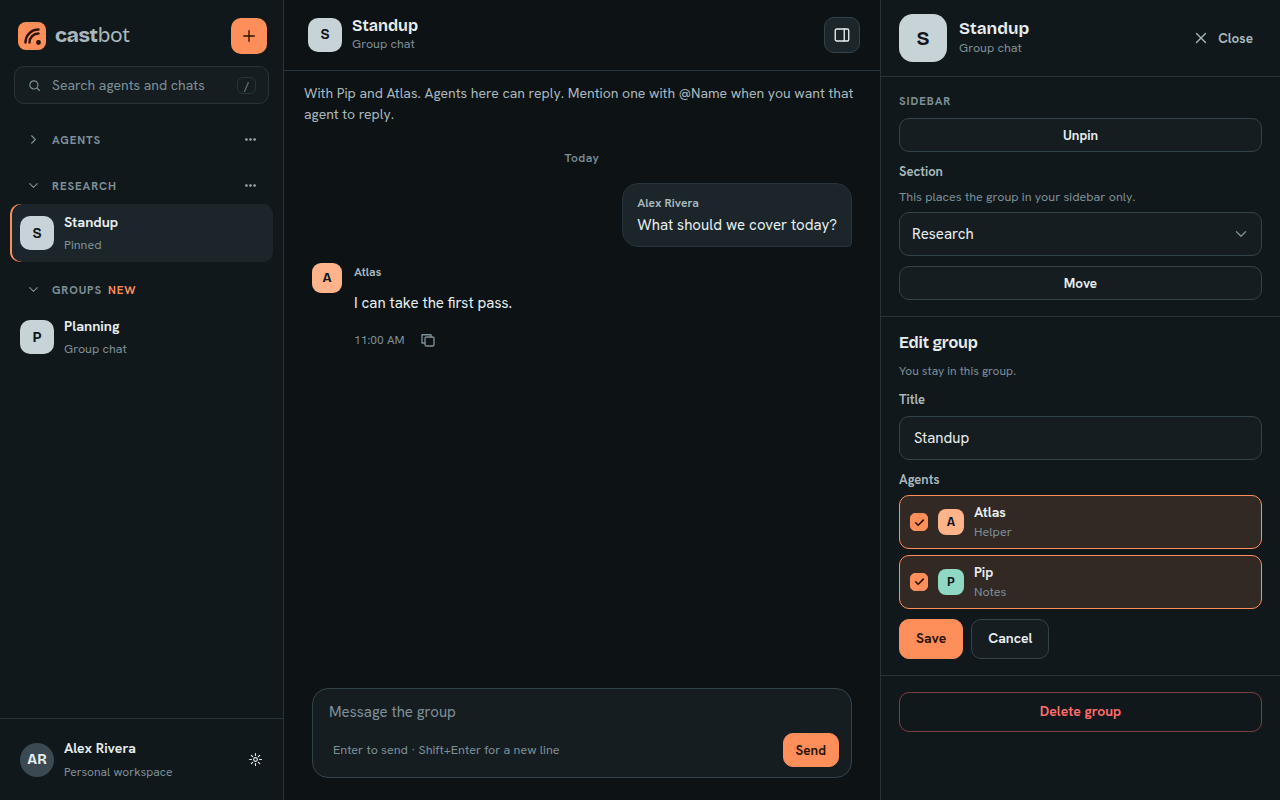 castbot
Search agents and chats /
AGENTS
RESEARCH
S
Standup
Pinned
GROUPS NEW
P
Planning
Group chat
AR
Alex Rivera
Personal workspace
S
Standup
Group chat
With Pip and Atlas. Agents here can reply. Mention one with @Name when you want that
agent to reply.
Today
Alex Rivera
What should we cover today?
A
Atlas
I can take the first pass.
11:00 AM
Message the group
Enter to send · Shift+Enter for a new line
Send
S
Standup
Group chat
Close
SIDEBAR
Unpin
Section
This places the group in your sidebar only.
Research
Move
Edit group
You stay in this group.
Title
Standup
Agents
A
Atlas
Helper
P
Pip
Notes
Save
Cancel
Delete group